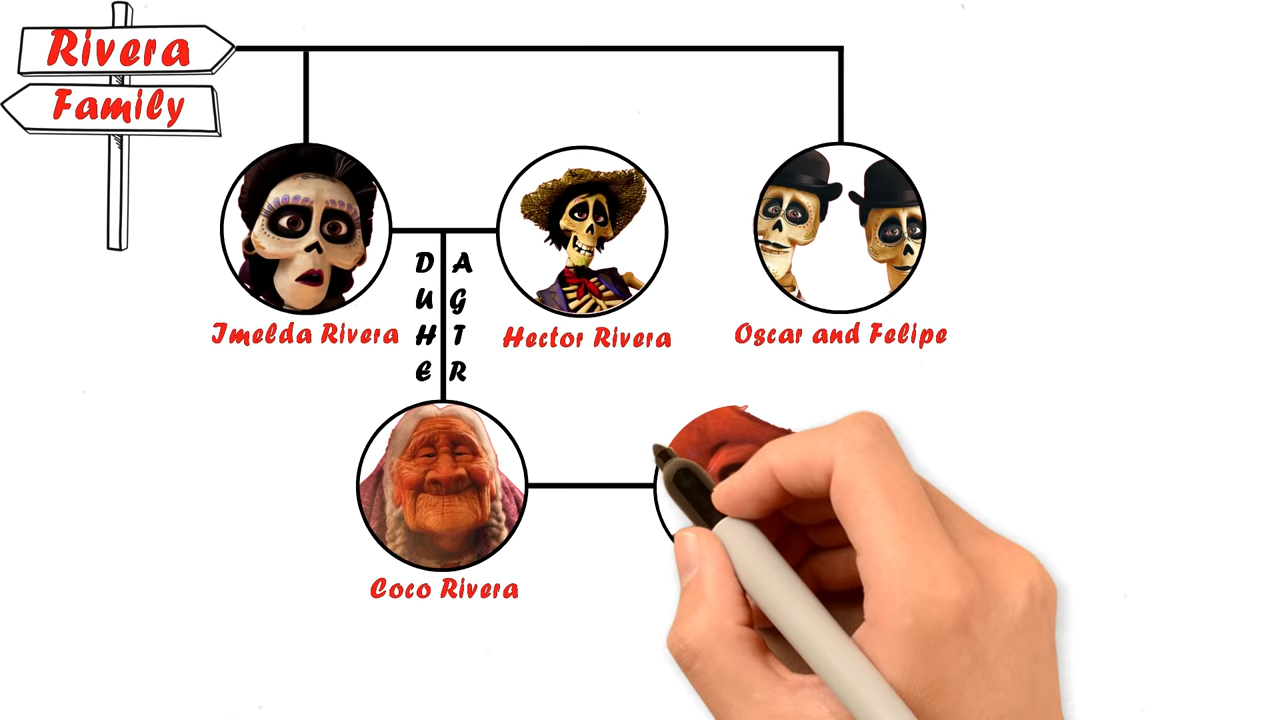 Rivera
Family
Imelda Rivera
Hector Rivera
Oscar and Felipe
D A
U G
H T
E R
Coco Rivera